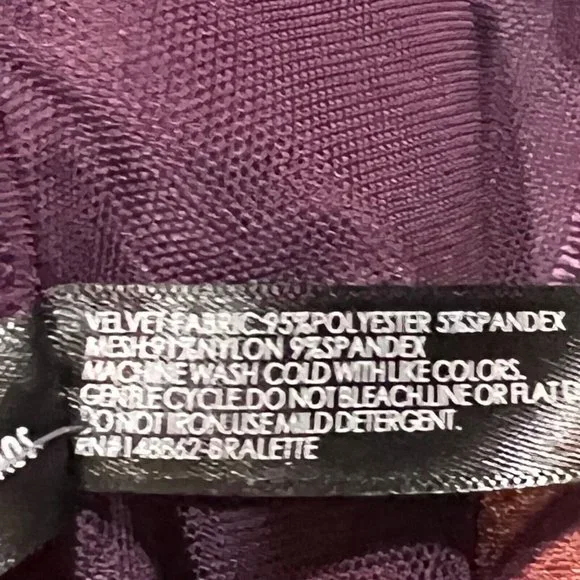 VELVET FABRIC:95%POLYESTER 5%SPANDEX
MESH:91%NYLON 9%SPANDEX
MACHINE WASH COLD WITH LIKE COLORS.
GENTLE CYCLE.DO NOT BLEACH.LINE OR FLAT
DO NOT IRON.USE MILD DETERGENT.
RN#148862-BRALETTE